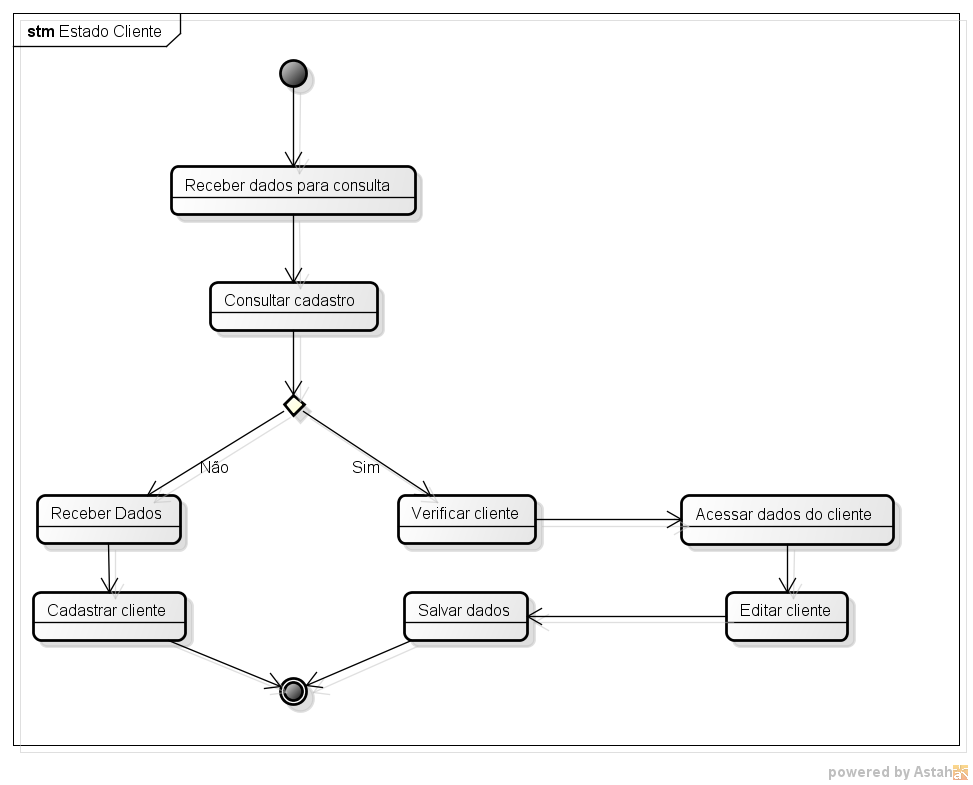 stm Estado Cliente
Receber dados para consulta
Consultar cadastro
Não
Sim
Receber Dados
Verificar cliente
Acessar dados do cliente
Cadastrar cliente
Salvar dados
Editar cliente
powered by Astah